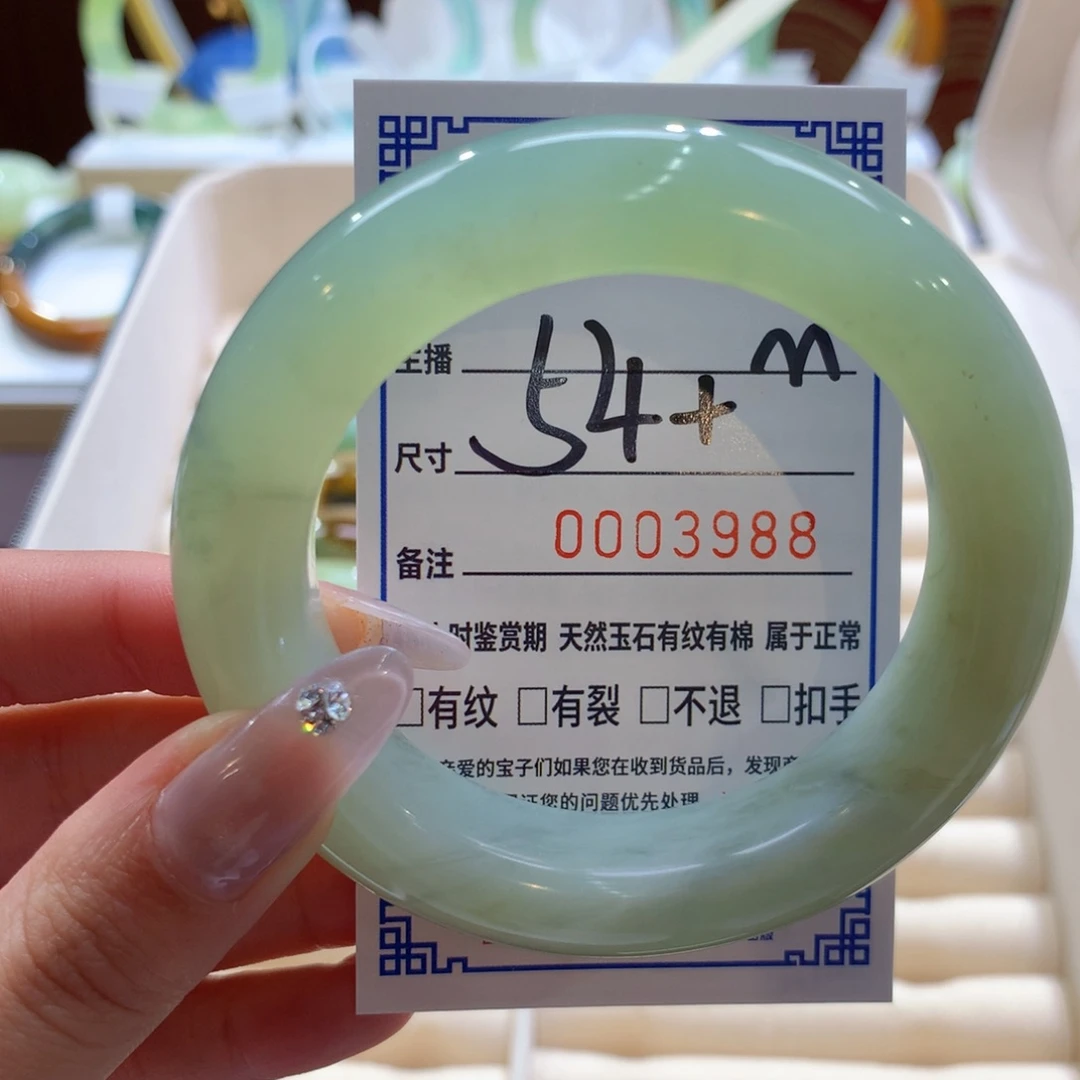 主播
54+ m
尺寸
0003988
备注
时鉴赏期 天然玉石有纹有棉 属于正常
□有纹 □有裂 □不退 □扣手
亲爱的宝子们如果您在收到货品后，发现
证您的问题优先处理